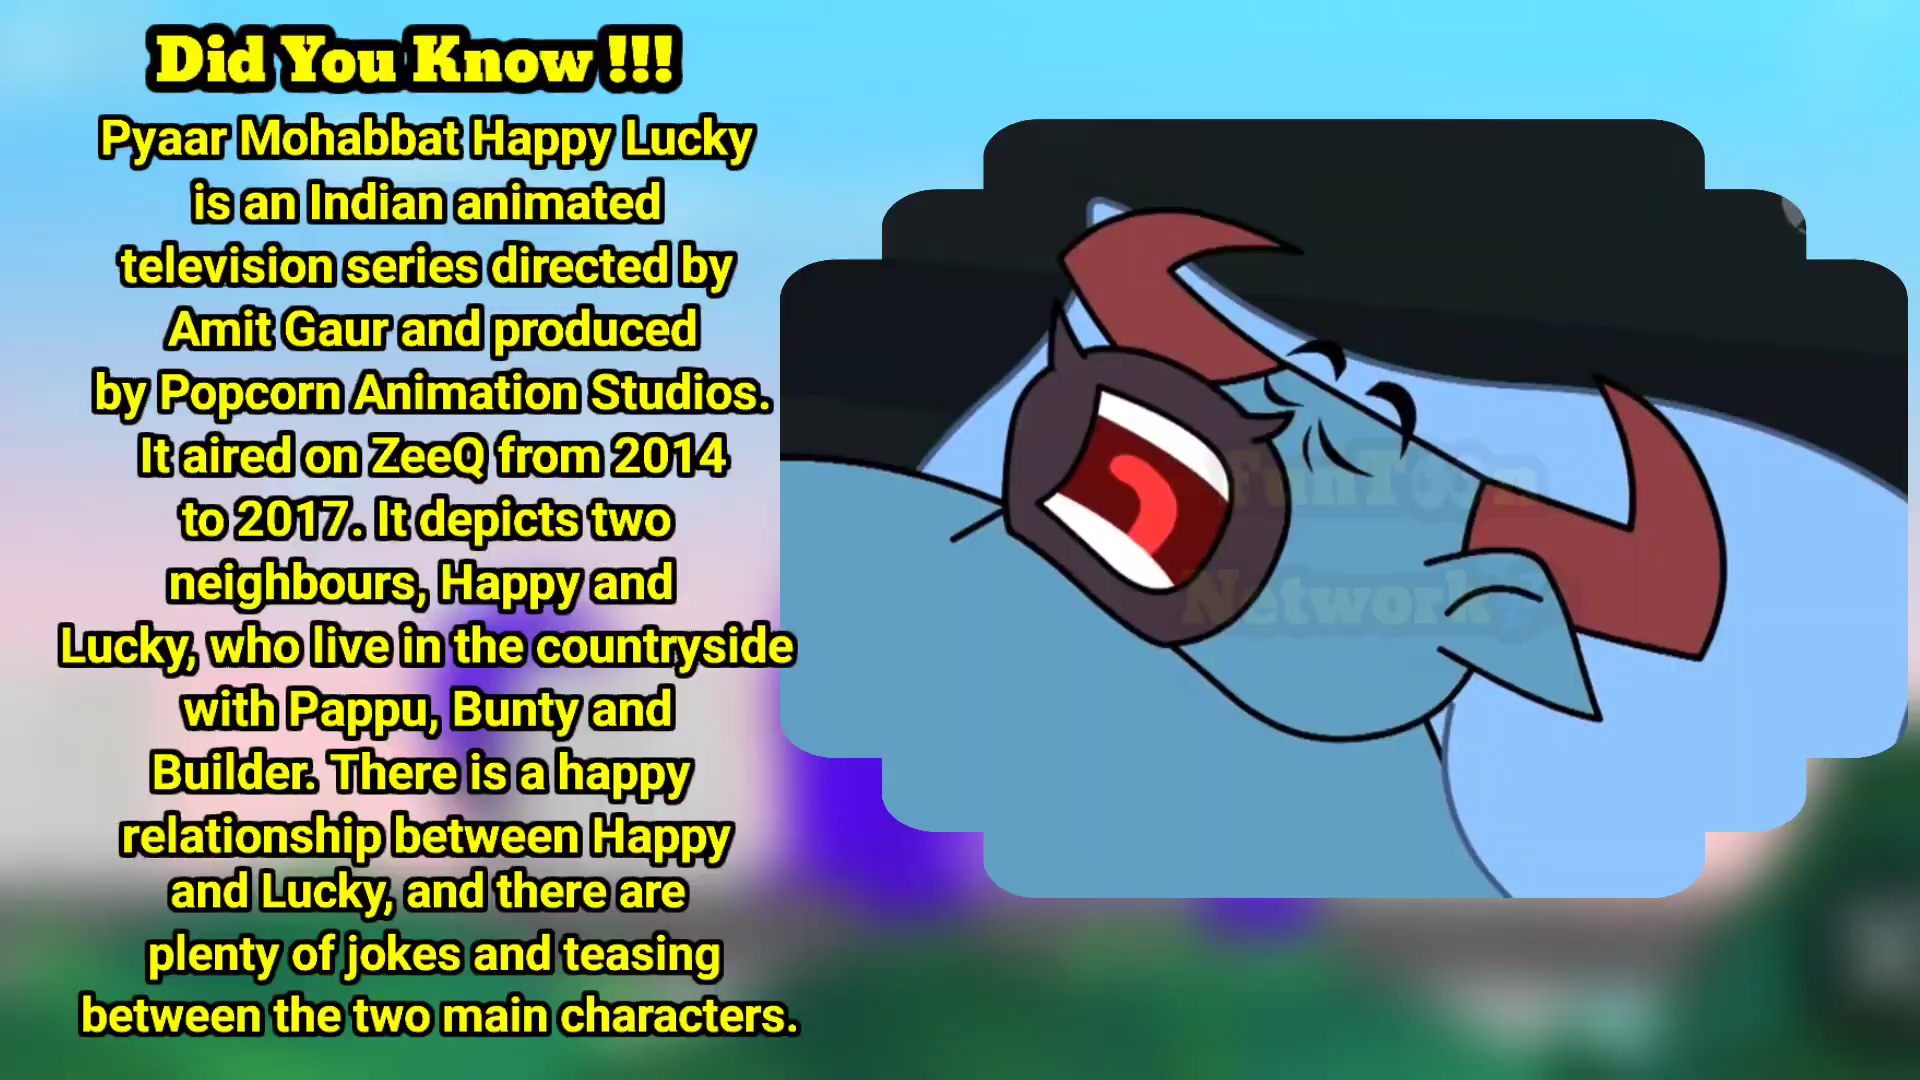 Did You Know !!!
Pyaar Mohabbat Happy Lucky
is an Indian animated
television series directed by
Amit Gaur and produced
by Popcorn Animation Studios.
It aired on ZeeQ from 2014
to 2017. It depicts two
neighbours, Happy and
Lucky, who live in the countryside
with Pappu, Bunty and
Builder. There is a happy
relationship between Happy
and Lucky, and there are
plenty of jokes and teasing
between the two main characters.
FunToon
Network